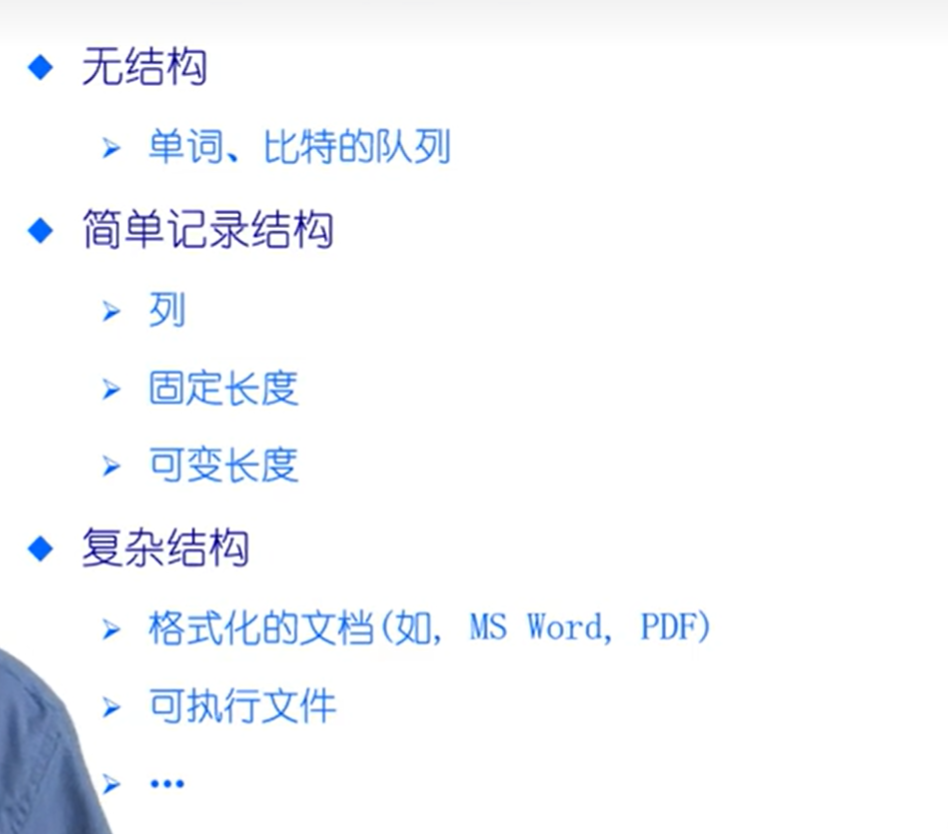 无结构
单词、比特的队列
简单记录结构
列
固定长度
可变长度
复杂结构
格式化的文档(如, MS Word, PDF)
可执行文件
…